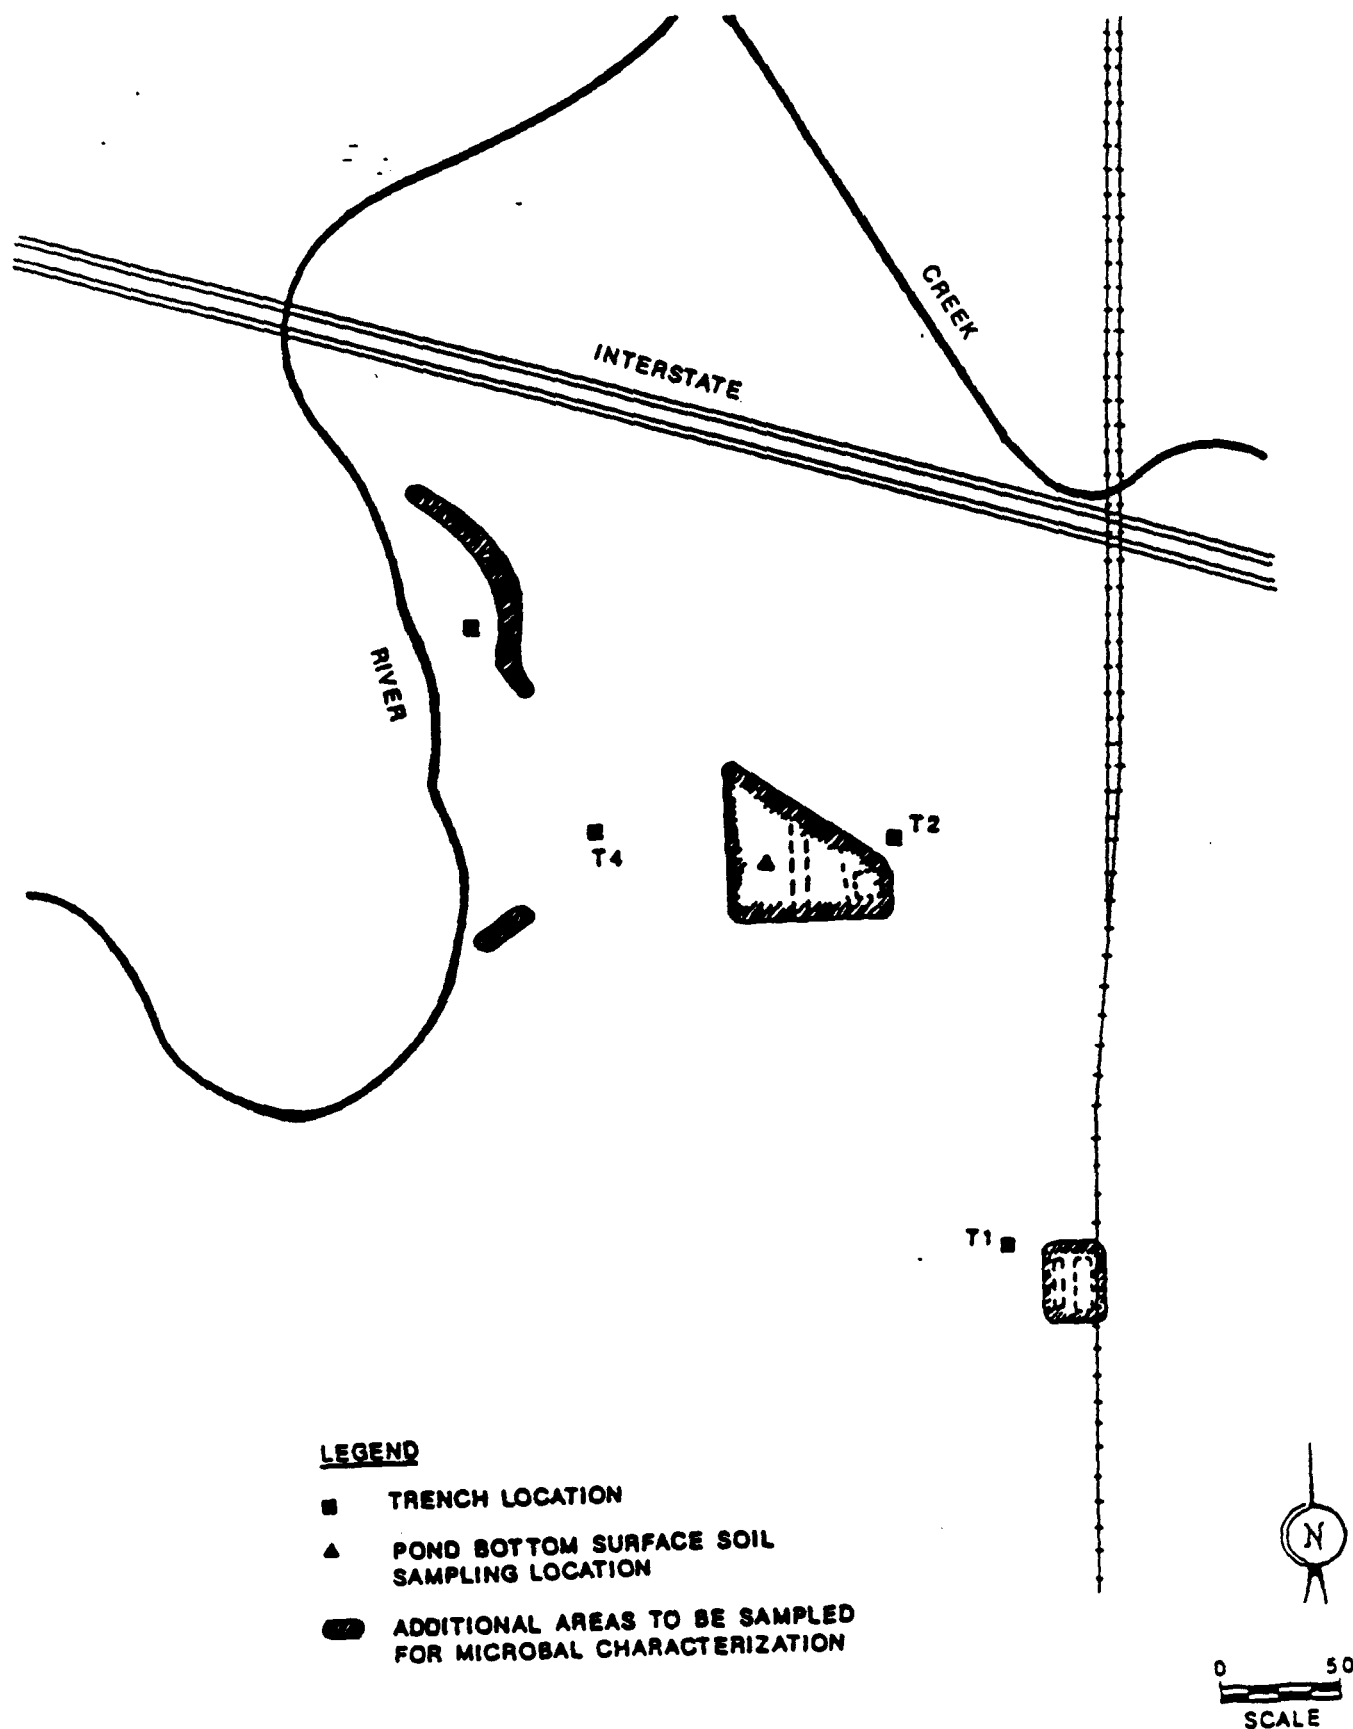 CREEK
INTERSTATE
RIVER
T2
T4
T1
LEGEND
TRENCH LOCATION
POND BOTTOM SURFACE SOIL
SAMPLING LOCATION
ADDITIONAL AREAS TO BE SAMPLED
FOR MICROBAL CHARACTERIZATION
N
0 50
SCALE